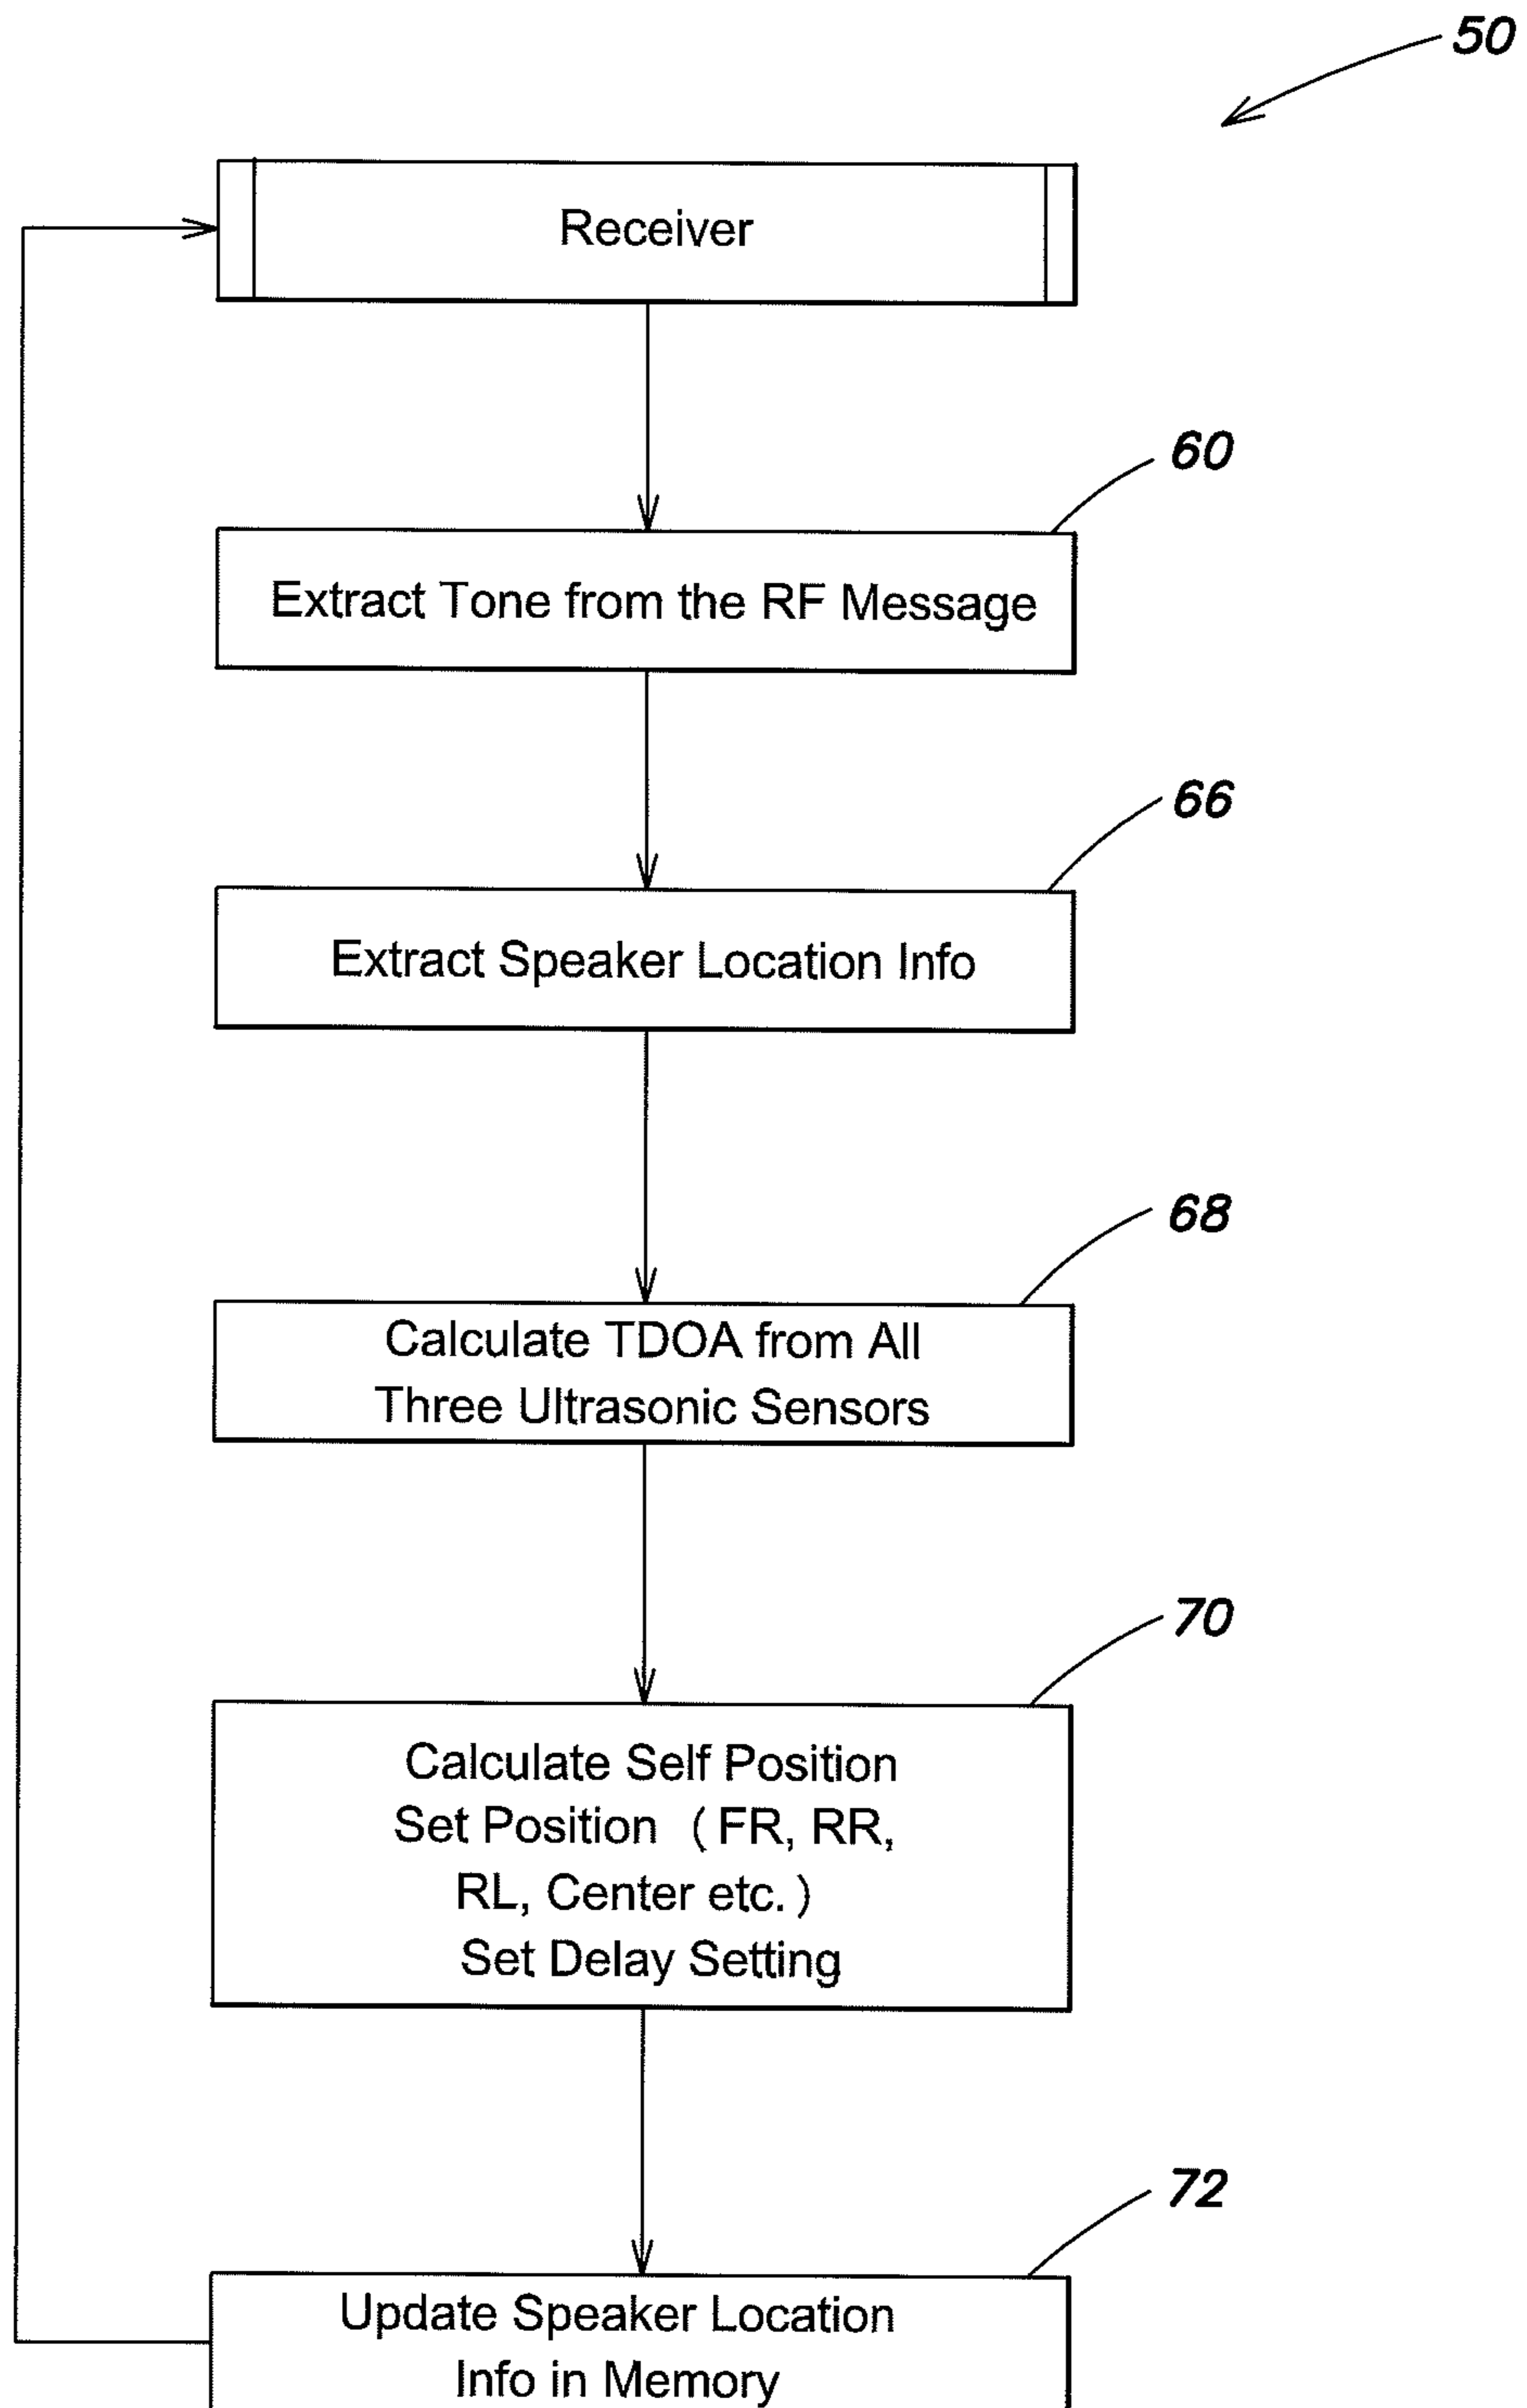 50
Receiver
60
Extract Tone from the RF Message
66
Extract Speaker Location Info
68
Calculate TDOA from All
Three Ultrasonic Sensors
70
Calculate Self Position
Set Position (FR, RR,
RL, Center etc.)
Set Delay Setting
72
Update Speaker Location
Info in Memory